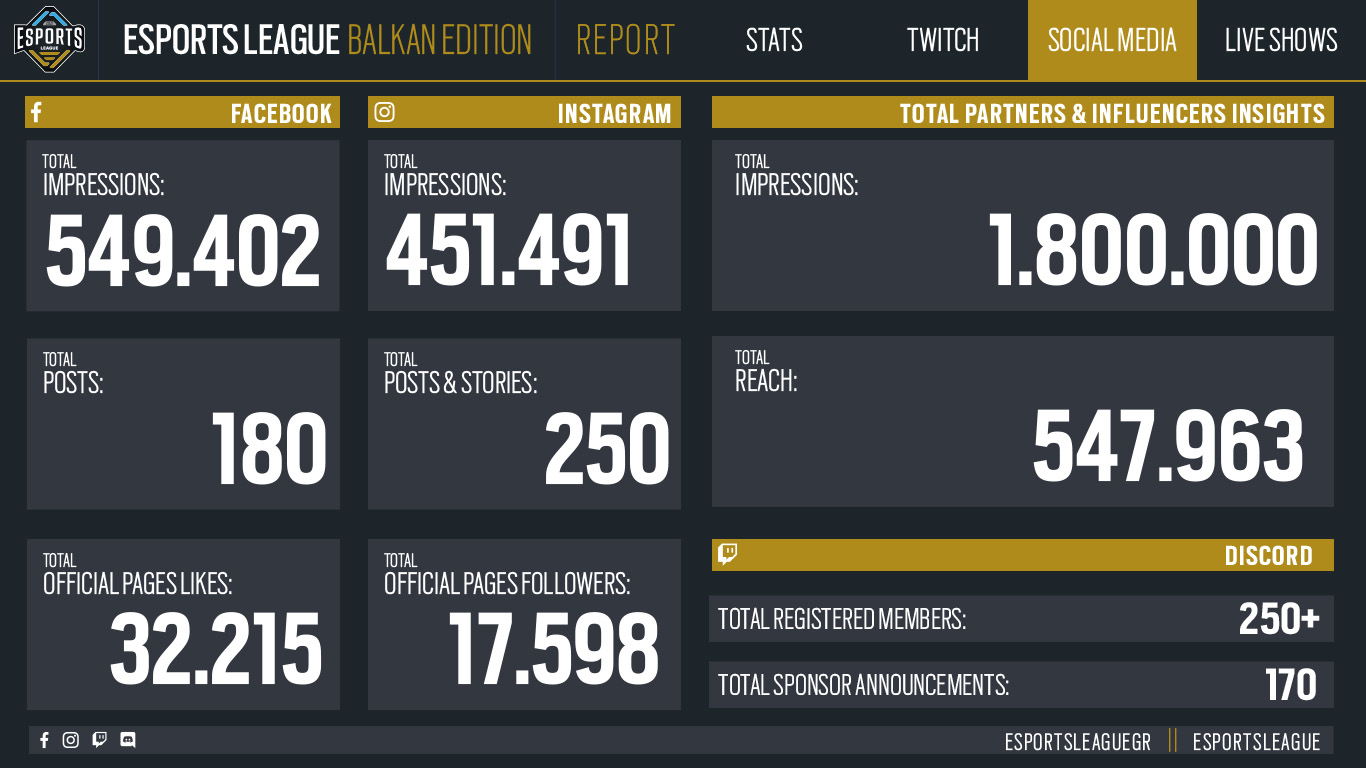 ESPORTS LEAGUE
ESPORTS LEAGUE BALKAN EDITION
REPORT
STATS
TWITCH
SOCIAL MEDIA
LIVE SHOWS
FACEBOOK
TOTAL
IMPRESSIONS:
549.402
TOTAL
POSTS:
180
TOTAL
OFFICIAL PAGES LIKES:
32.215
INSTAGRAM
TOTAL
IMPRESSIONS:
451.491
TOTAL
POSTS & STORIES:
250
TOTAL
OFFICIAL PAGES FOLLOWERS:
17.598
TOTAL PARTNERS & INFLUENCERS INSIGHTS
TOTAL
IMPRESSIONS:
1.800.000
TOTAL
REACH:
547.963
DISCORD
TOTAL REGISTERED MEMBERS: 250+
TOTAL SPONSOR ANNOUNCEMENTS: 170
ESPORTSLEAGUEGR || ESPORTSLEAGUE